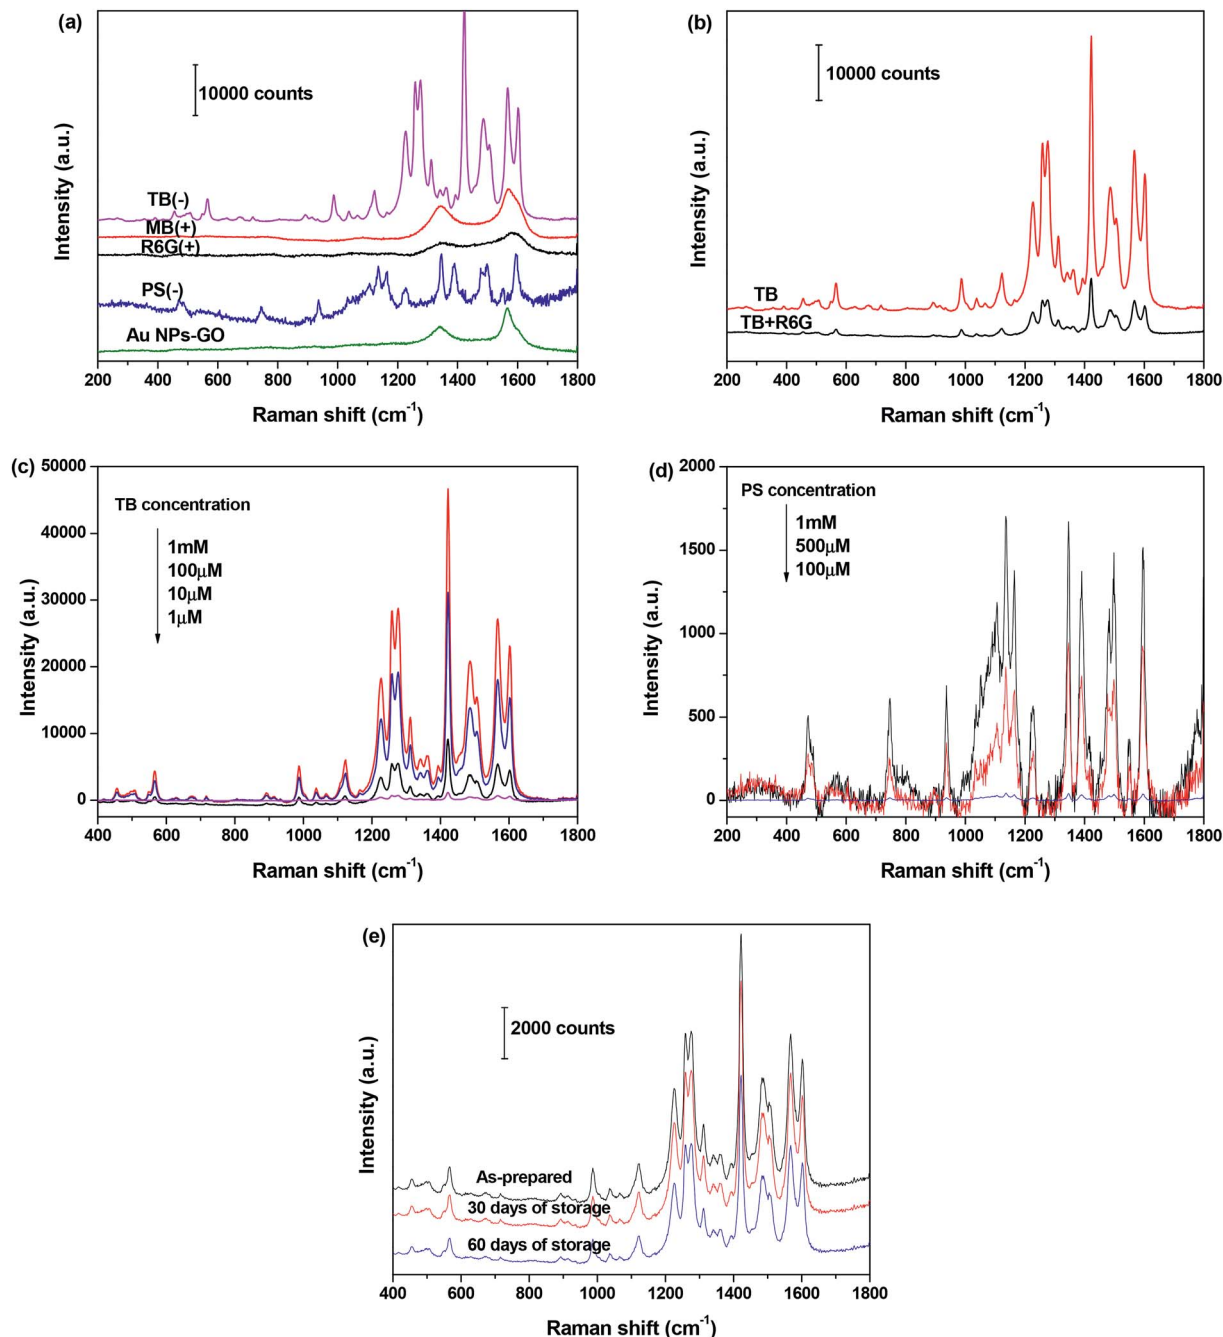 (a)
10000 counts
TB(-)
MB(+)
R6G(+)
PS(-)
Au NPs-GO
Intensity (a.u.)
200 400 600 800 1000 1200 1400 1600 1800
Raman shift (cm⁻¹)
(b)
10000 counts
TB
TB+R6G
Intensity (a.u.)
200 400 600 800 1000 1200 1400 1600 1800
Raman shift (cm⁻¹)
(c)
50000
40000
30000
20000
10000
0
TB concentration
1mM
100μM
10μM
1μM
Intensity (a.u.)
400 600 800 1000 1200 1400 1600 1800
Raman shift (cm⁻¹)
(d)
2000
1500
1000
500
0
PS concentration
1mM
500μM
100μM
Intensity (a.u.)
200 400 600 800 1000 1200 1400 1600 1800
Raman shift (cm⁻¹)
(e)
2000 counts
As-prepared
30 days of storage
60 days of storage
Intensity (a.u.)
400 600 800 1000 1200 1400 1600 1800
Raman shift (cm⁻¹)